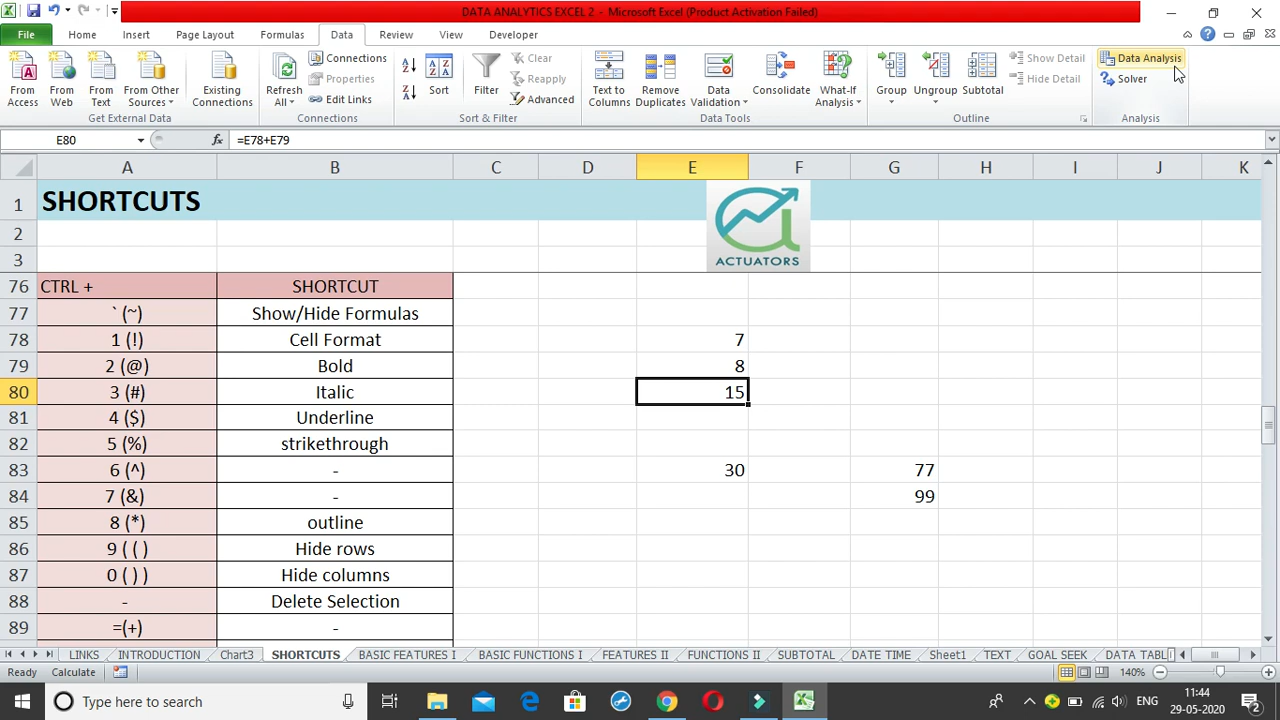 DATA ANALYTICS EXCEL 2 - Microsoft Excel (Product Activation Failed)
File Home Insert Page Layout Formulas Data Review View Developer
From Access
From Web
From Text
From Other Sources
Existing Connections
Get External Data
Refresh All
Connections
Properties
Edit Links
Connections
Sort
Filter
Clear
Reapply
Advanced
Sort & Filter
Text to Columns
Remove Duplicates
Data Validation
Consolidate
What-If Analysis
Data Tools
Group
Ungroup
Subtotal
Show Detail
Hide Detail
Outline
Data Analysis
Solver
Analysis
E80 fx =E78+E79
A B C D E F G H I J K
1 SHORTCUTS
ACTUATORS
2
3
76 CTRL + SHORTCUT
77 ` (~) Show/Hide Formulas
78 1 (!) Cell Format 7
79 2 (@) Bold 8
80 3 (#) Italic 15
81 4 ($) Underline
82 5 (%) strikethrough
83 6 (^) - 30 77
84 7 (&) - 99
85 8 (*) outline
86 9 ( ( ) Hide rows
87 0 ( ) ) Hide columns
88 - Delete Selection
89 =(+) -
LINKS INTRODUCTION Chart3 SHORTCUTS BASIC FEATURES I BASIC FUNCTIONS I FEATURES II FUNCTIONS II SUBTOTAL DATE TIME Sheet1 TEXT GOAL SEEK DATA TABL
Ready Calculate 140%
Type here to search
ENG
11:44
29-05-2020
2